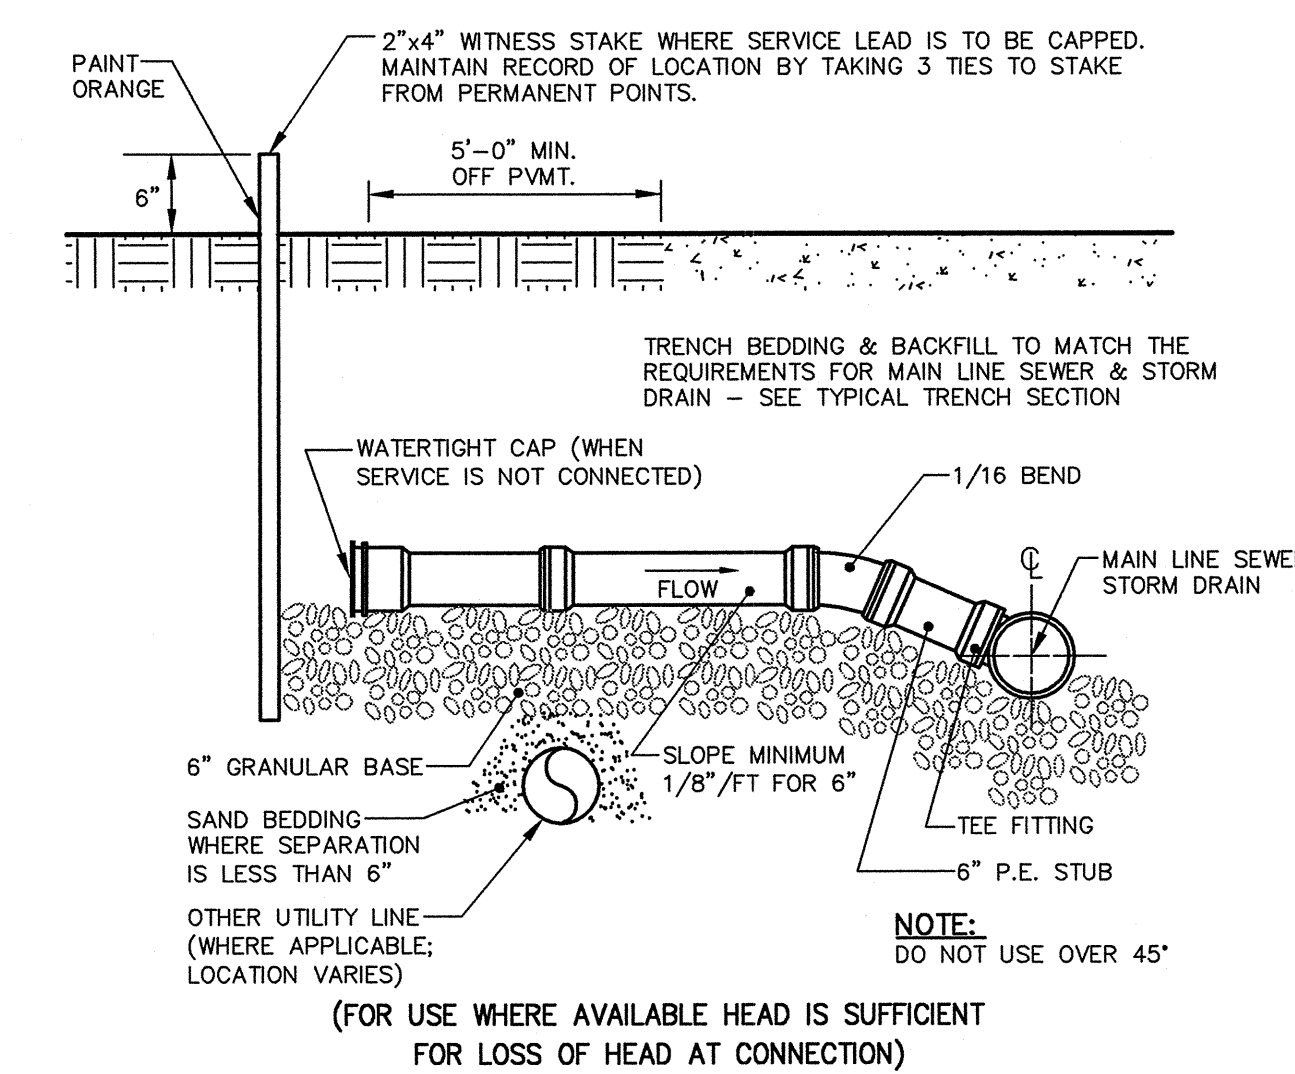 PAINT
ORANGE
2"x4" WITNESS STAKE WHERE SERVICE LEAD IS TO BE CAPPED.
MAINTAIN RECORD OF LOCATION BY TAKING 3 TIES TO STAKE
FROM PERMANENT POINTS.
5'-0" MIN.
OFF PVMT.
6"
TRENCH BEDDING & BACKFILL TO MATCH THE
REQUIREMENTS FOR MAIN LINE SEWER & STORM
DRAIN – SEE TYPICAL TRENCH SECTION
WATERTIGHT CAP (WHEN
SERVICE IS NOT CONNECTED)
1/16 BEND
CL
MAIN LINE SEWE
STORM DRAIN
FLOW
6" GRANULAR BASE
SLOPE MINIMUM
1/8"/FT FOR 6"
SAND BEDDING
WHERE SEPARATION
IS LESS THAN 6"
TEE FITTING
6" P.E. STUB
OTHER UTILITY LINE
(WHERE APPLICABLE;
LOCATION VARIES)
NOTE:
DO NOT USE OVER 45°
(FOR USE WHERE AVAILABLE HEAD IS SUFFICIENT
FOR LOSS OF HEAD AT CONNECTION)